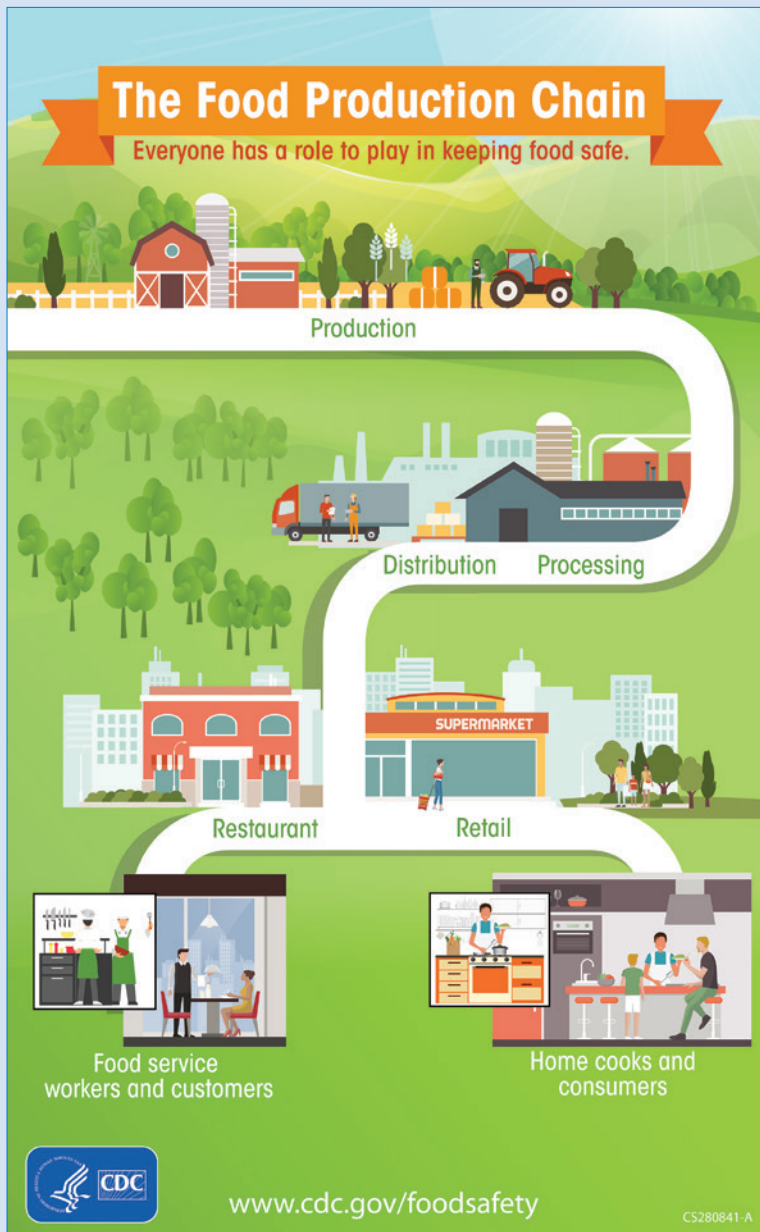 The Food Production Chain
Everyone has a role to play in keeping food safe.
Production
Distribution
Processing
SUPERMARKET
Restaurant
Retail
Food service
workers and customers
Home cooks and
consumers
CDC
www.cdc.gov/foodsafety
CS280841-A